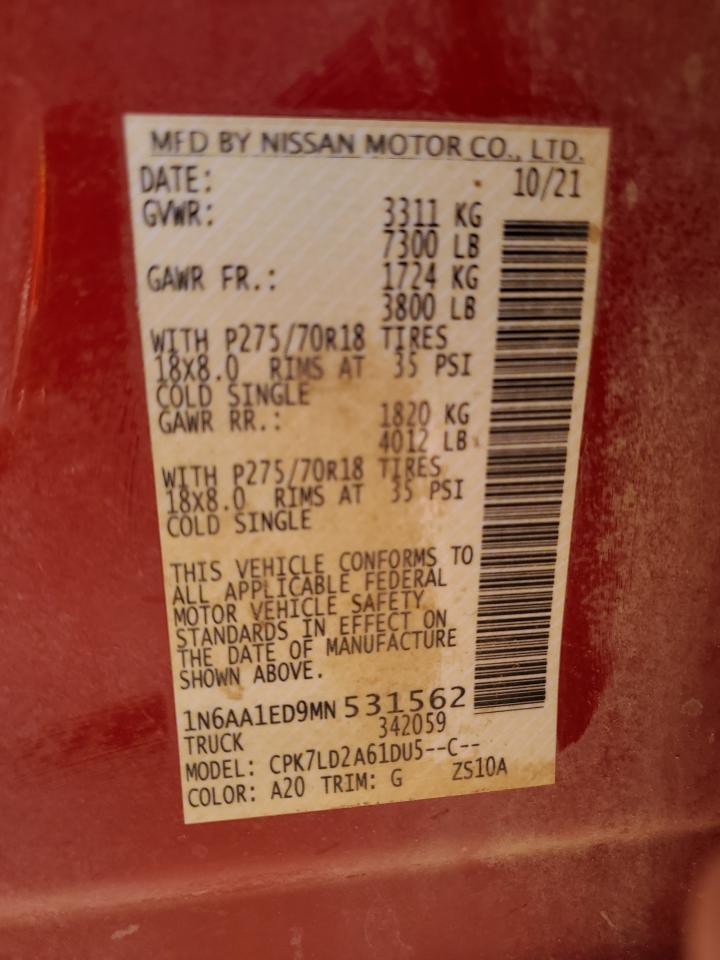 MFD BY NISSAN MOTOR CO., LTD.
DATE: 10/21
GVWR: 3311 KG
7300 LB
GAWR FR.: 1724 KG
3800 LB
WITH P275/70R18 TIRES
18X8.0 RIMS AT 35 PSI
COLD SINGLE
GAWR RR.: 1820 KG
4012 LB
WITH P275/70R18 TIRES
18X8.0 RIMS AT 35 PSI
COLD SINGLE
THIS VEHICLE CONFORMS TO
ALL APPLICABLE FEDERAL
MOTOR VEHICLE SAFETY
STANDARDS IN EFFECT ON
THE DATE OF MANUFACTURE
SHOWN ABOVE.
1N6AA1ED9MN531562
TRUCK 342059
MODEL: CPK7LD2A61DU5--C--
COLOR: A20 TRIM: G ZS10A